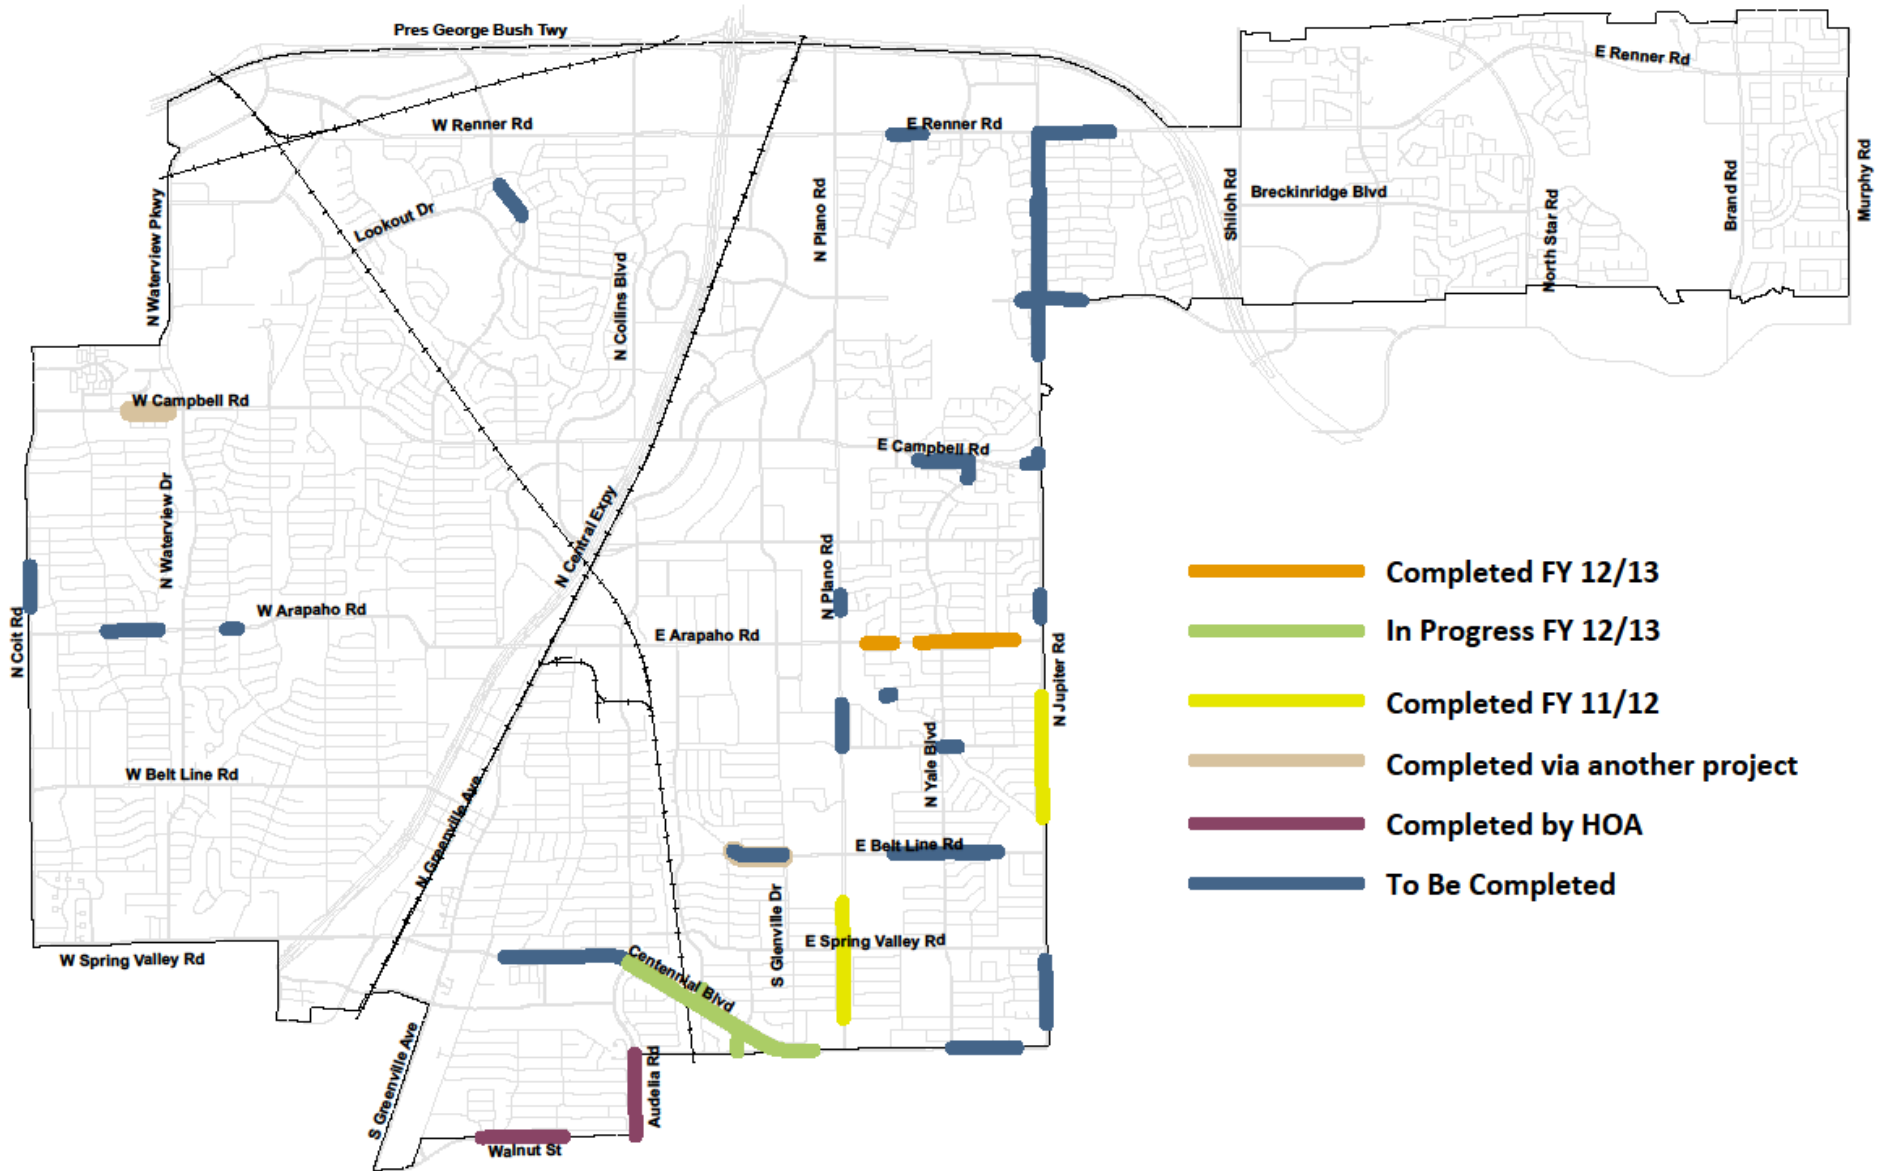 Pres George Bush Twy
E Renner Rd
W Renner Rd
E Renner Rd
N Waterview Pkwy
Lookout Dr
N Collins Blvd
N Plano Rd
Shiloh Rd
Breckinridge Blvd
North Star Rd
Brand Rd
Murphy Rd
W Campbell Rd
E Campbell Rd
N Waterview Dr
N Central Expy
N Plano Rd
N Coit Rd
W Arapaho Rd
E Arapaho Rd
N Jupiter Rd
N Yale Blvd
W Belt Line Rd
N Greenville Ave
E Belt Line Rd
S Glenville Dr
E Spring Valley Rd
W Spring Valley Rd
Centennial Blvd
S Greenville Ave
Audelia Rd
Walnut St
Completed FY 12/13
In Progress FY 12/13
Completed FY 11/12
Completed via another project
Completed by HOA
To Be Completed